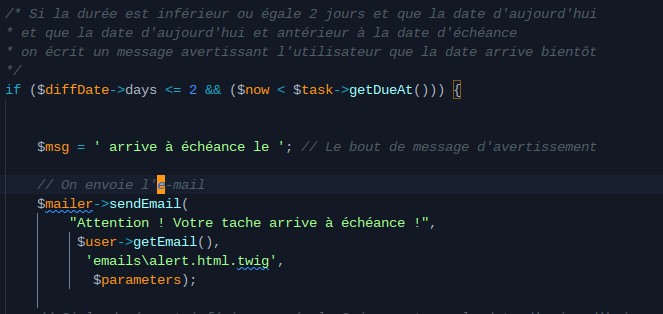 /* Si la durée est inférieur ou égale 2 jours et que la date d'aujourd'hui
* et que la date d'aujourd'hui et antérieur à la date d'échéance
* on écrit un message avertissant l'utilisateur que la date arrive bientôt
*/
if ($diffDate->days <= 2 && ($now < $task->getDueAt())) {
$msg = ' arrive à échéance le '; // Le bout de message d'avertissement
// On envoie l'e-mail
$mailer->sendEmail(
"Attention ! Votre tache arrive à échéance !",
$user->getEmail(),
'emails\alert.html.twig',
$parameters);